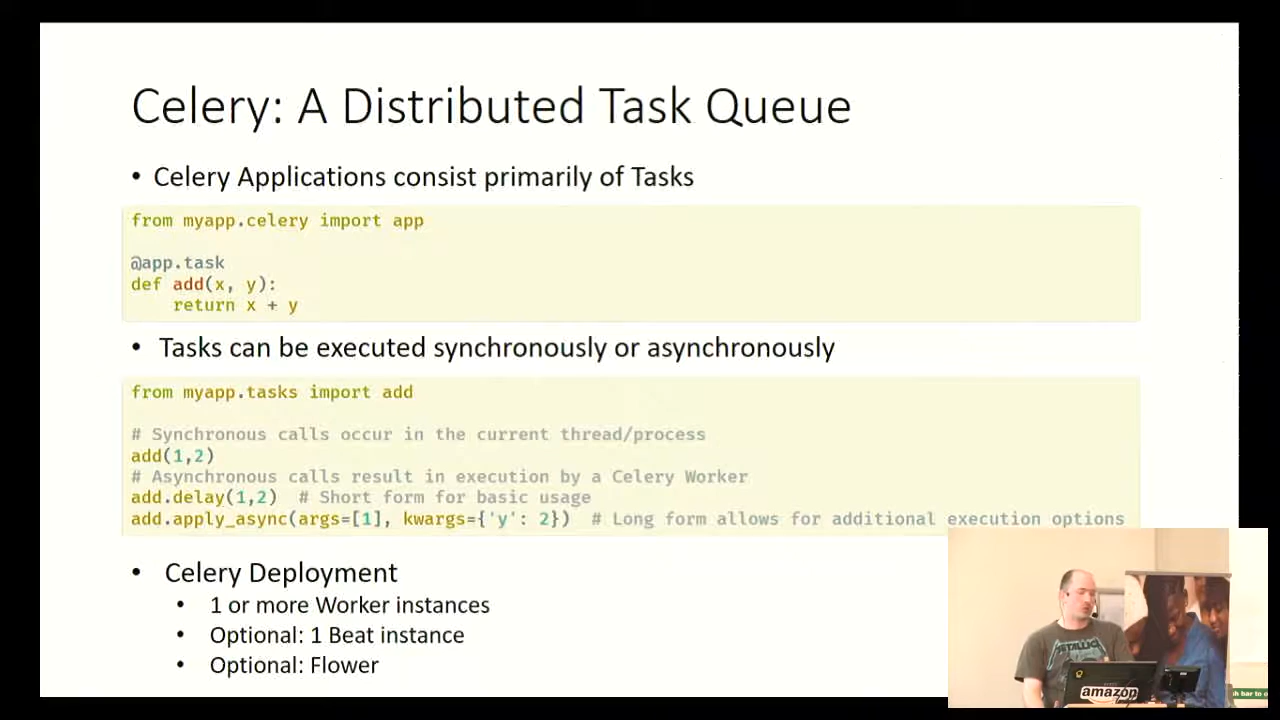 Celery: A Distributed Task Queue
• Celery Applications consist primarily of Tasks
from myapp.celery import app
@app.task
def add(x, y):
    return x + y
• Tasks can be executed synchronously or asynchronously
from myapp.tasks import add
# Synchronous calls occur in the current thread/process
add(1,2)
# Asynchronous calls result in execution by a Celery Worker
add.delay(1,2)  # Short form for basic usage
add.apply_async(args=[1], kwargs={'y': 2})  # Long form allows for additional execution options
• Celery Deployment
• 1 or more Worker instances
• Optional: 1 Beat instance
• Optional: Flower
METALLICA
amazon